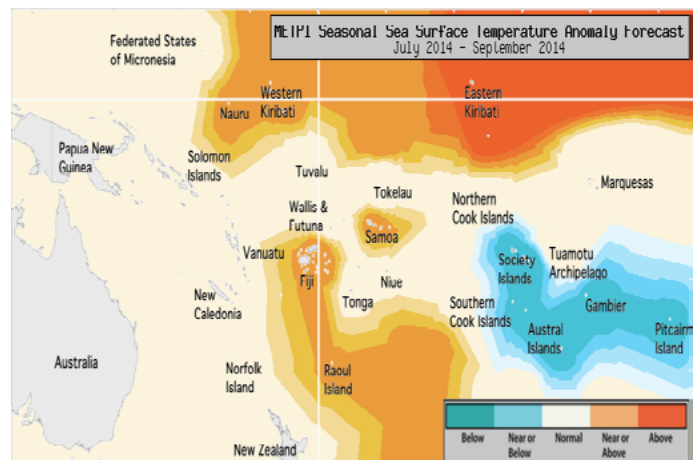 METPI Seasonal Sea Surface Temperature Anomaly Forecast
July 2014 - September 2014
Federated States
of Micronesia
Western
Kiribati
Eastern
Kiribati
Nauru
Papua New
Guinea
Solomon
Islands
Tuvalu
Tokelau
Marquesas
Northern
Cook Islands
Wallis &
Futuna
Samoa
Vanuatu
Fiji
Society
Islands
Tuamotu
Archipelago
Niue
New
Caledonia
Tonga
Southern
Cook Islands
Gambier
Austral
Islands
Pitcairn
Island
Australia
Norfolk
Island
Raoul
Island
New Zealand
Below
Near or
Below
Normal
Near or
Above
Above